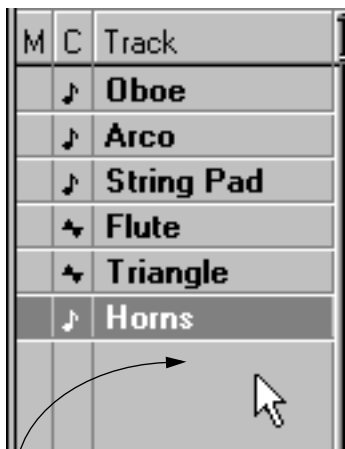 M C Track
Oboe
Arco
String Pad
Flute
Triangle
Horns